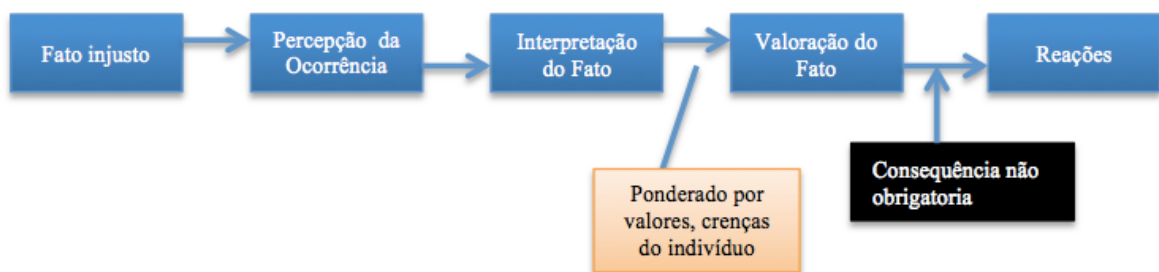 Fato injusto
Percepção da
Ocorrência
Interpretação
do Fato
Valoração do
Fato
Reações
Ponderado por
valores, crenças
do indivíduo
Consequência não
obrigatoria